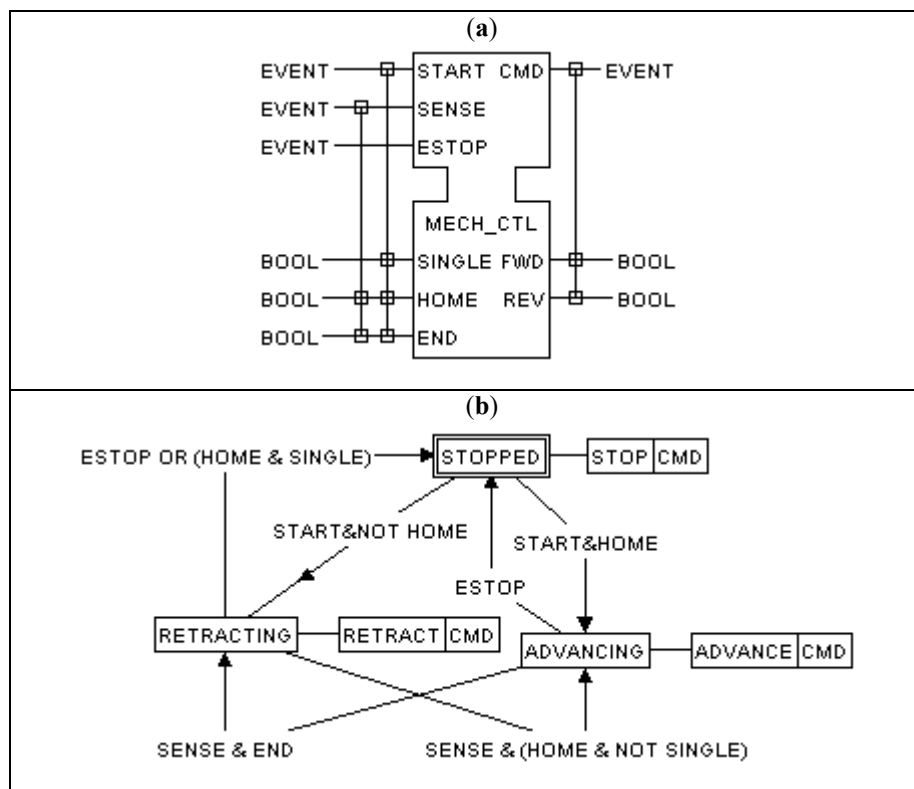 (a)
EVENT START CMD EVENT
EVENT SENSE
EVENT ESTOP
MECH_CTL
BOOL SINGLE FWD BOOL
BOOL HOME REV BOOL
BOOL END
(b)
ESTOP OR (HOME & SINGLE) STOPPED STOP CMD
START&NOT HOME
START&HOME
ESTOP
RETRACTING RETRACT CMD
ADVANCING ADVANCE CMD
SENSE & END SENSE & (HOME & NOT SINGLE)